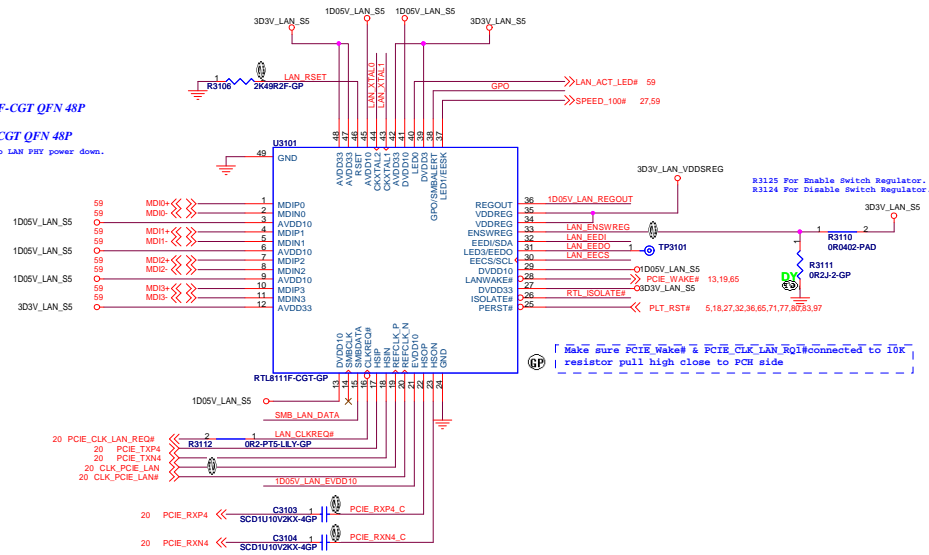 3D3V_LAN_S5
1D05V_LAN_S5
1D05V_LAN_S5
3D3V_LAN_S5
1
R3106
2K49R2F-GP
LAN_RSET
LAN_XTAL0
LAN_XTAL1
GPO
LAN_ACT_LED# 59
SPEED_100# 27,59
F-CGT QFN 48P
CGT QFN 48P
o LAN PHY power down.
U3101
48
47
46
45
44
43
42
41
40
39
38
37
AVDD33
AVDD33
RSET
AVDD10
CKXTAL2
CKXTAL1
AVDD33
DVDD10
LED0
DVDD3
GPO/SMBALERT
LED1/EESK
49 GND
59 MDI0+ 1 MDIP0
59 MDI0- 2 MDIN0
1D05V_LAN_S5 3 AVDD10
59 MDI1+ 4 MDIP1
59 MDI1- 5 MDIN1
1D05V_LAN_S5 6 AVDD10
59 MDI2+ 7 MDIP2
59 MDI2- 8 MDIN2
1D05V_LAN_S5 9 AVDD10
59 MDI3+ 10 MDIP3
59 MDI3- 11 MDIN3
3D3V_LAN_S5 12 AVDD33
REGOUT 36 1D05V_LAN_REGOUT
VDDREG 35
VDDREG 34
ENSWREG 33 LAN_ENSWREG
EEDI/SDA 32 LAN_EEDI
LED3/EEDO 31 LAN_EEDO 1 TP3101
EECS/SCL 30 LAN_EECS
DVDD10 29 1D05V_LAN_S5
LANWAKE# 28 PCIE_WAKE# 13,19,65
DVDD33 27 3D3V_LAN_S5
ISOLATE# 26 RTL_ISOLATE#
PERST# 25 PLT_RST# 5,18,27,32,36,65,71,77,80,83,97
3D3V_LAN_VDDSREG
R3125 For Enable Switch Regulator.
R3124 For Disable Switch Regulator
3D3V_LAN_S5
1 2
R3110
0R0402-PAD
1
R3111
0R2J-2-GP
DY
GP
Make sure PCIE_Wake# & PCIE_CLK_LAN_RQ1#connected to 10K
resistor pull high close to PCH side
DVDD10
SMBCLK
SMBDATA
CLKREQ#
HSIP
HSIN
REFCLK_P
REFCLK_N
EVDD10
HSOP
HSON
GND
13
14
15
16
17
18
19
20
21
22
23
24
RTL8111F-CGT-GP
1D05V_LAN_S5
SMB_LAN_DATA
20 PCIE_CLK_LAN_REQ# 2 1 LAN_CLKREQ#
R3112 0R2-PT5-LILY-GP
20 PCIE_TXP4
20 PCIE_TXN4
20 CLK_PCIE_LAN
20 CLK_PCIE_LAN#
1D05V_LAN_EVDD10
20 PCIE_RXP4 C3103 1 PCIE_RXP4_C
SCD1U10V2KX-4GP
20 PCIE_RXN4 C3104 1 PCIE_RXN4_C
SCD1U10V2KX-4GP